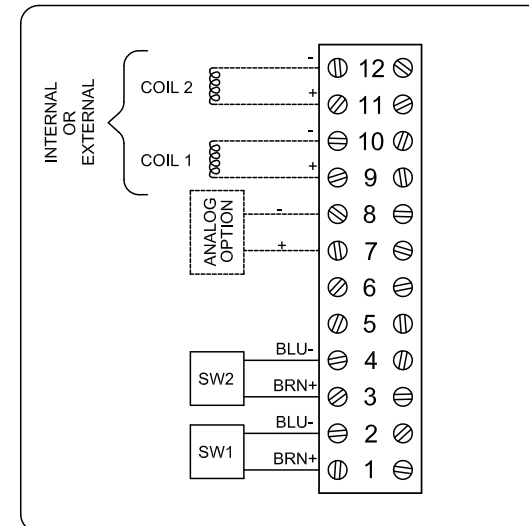 INTERNAL
OR
EXTERNAL
COIL 2
-
+
12
11
COIL 1
-
+
10
9
ANALOG
OPTION
-
+
8
7
6
5
SW2
BLU-
BRN+
4
3
SW1
BLU-
BRN+
2
1